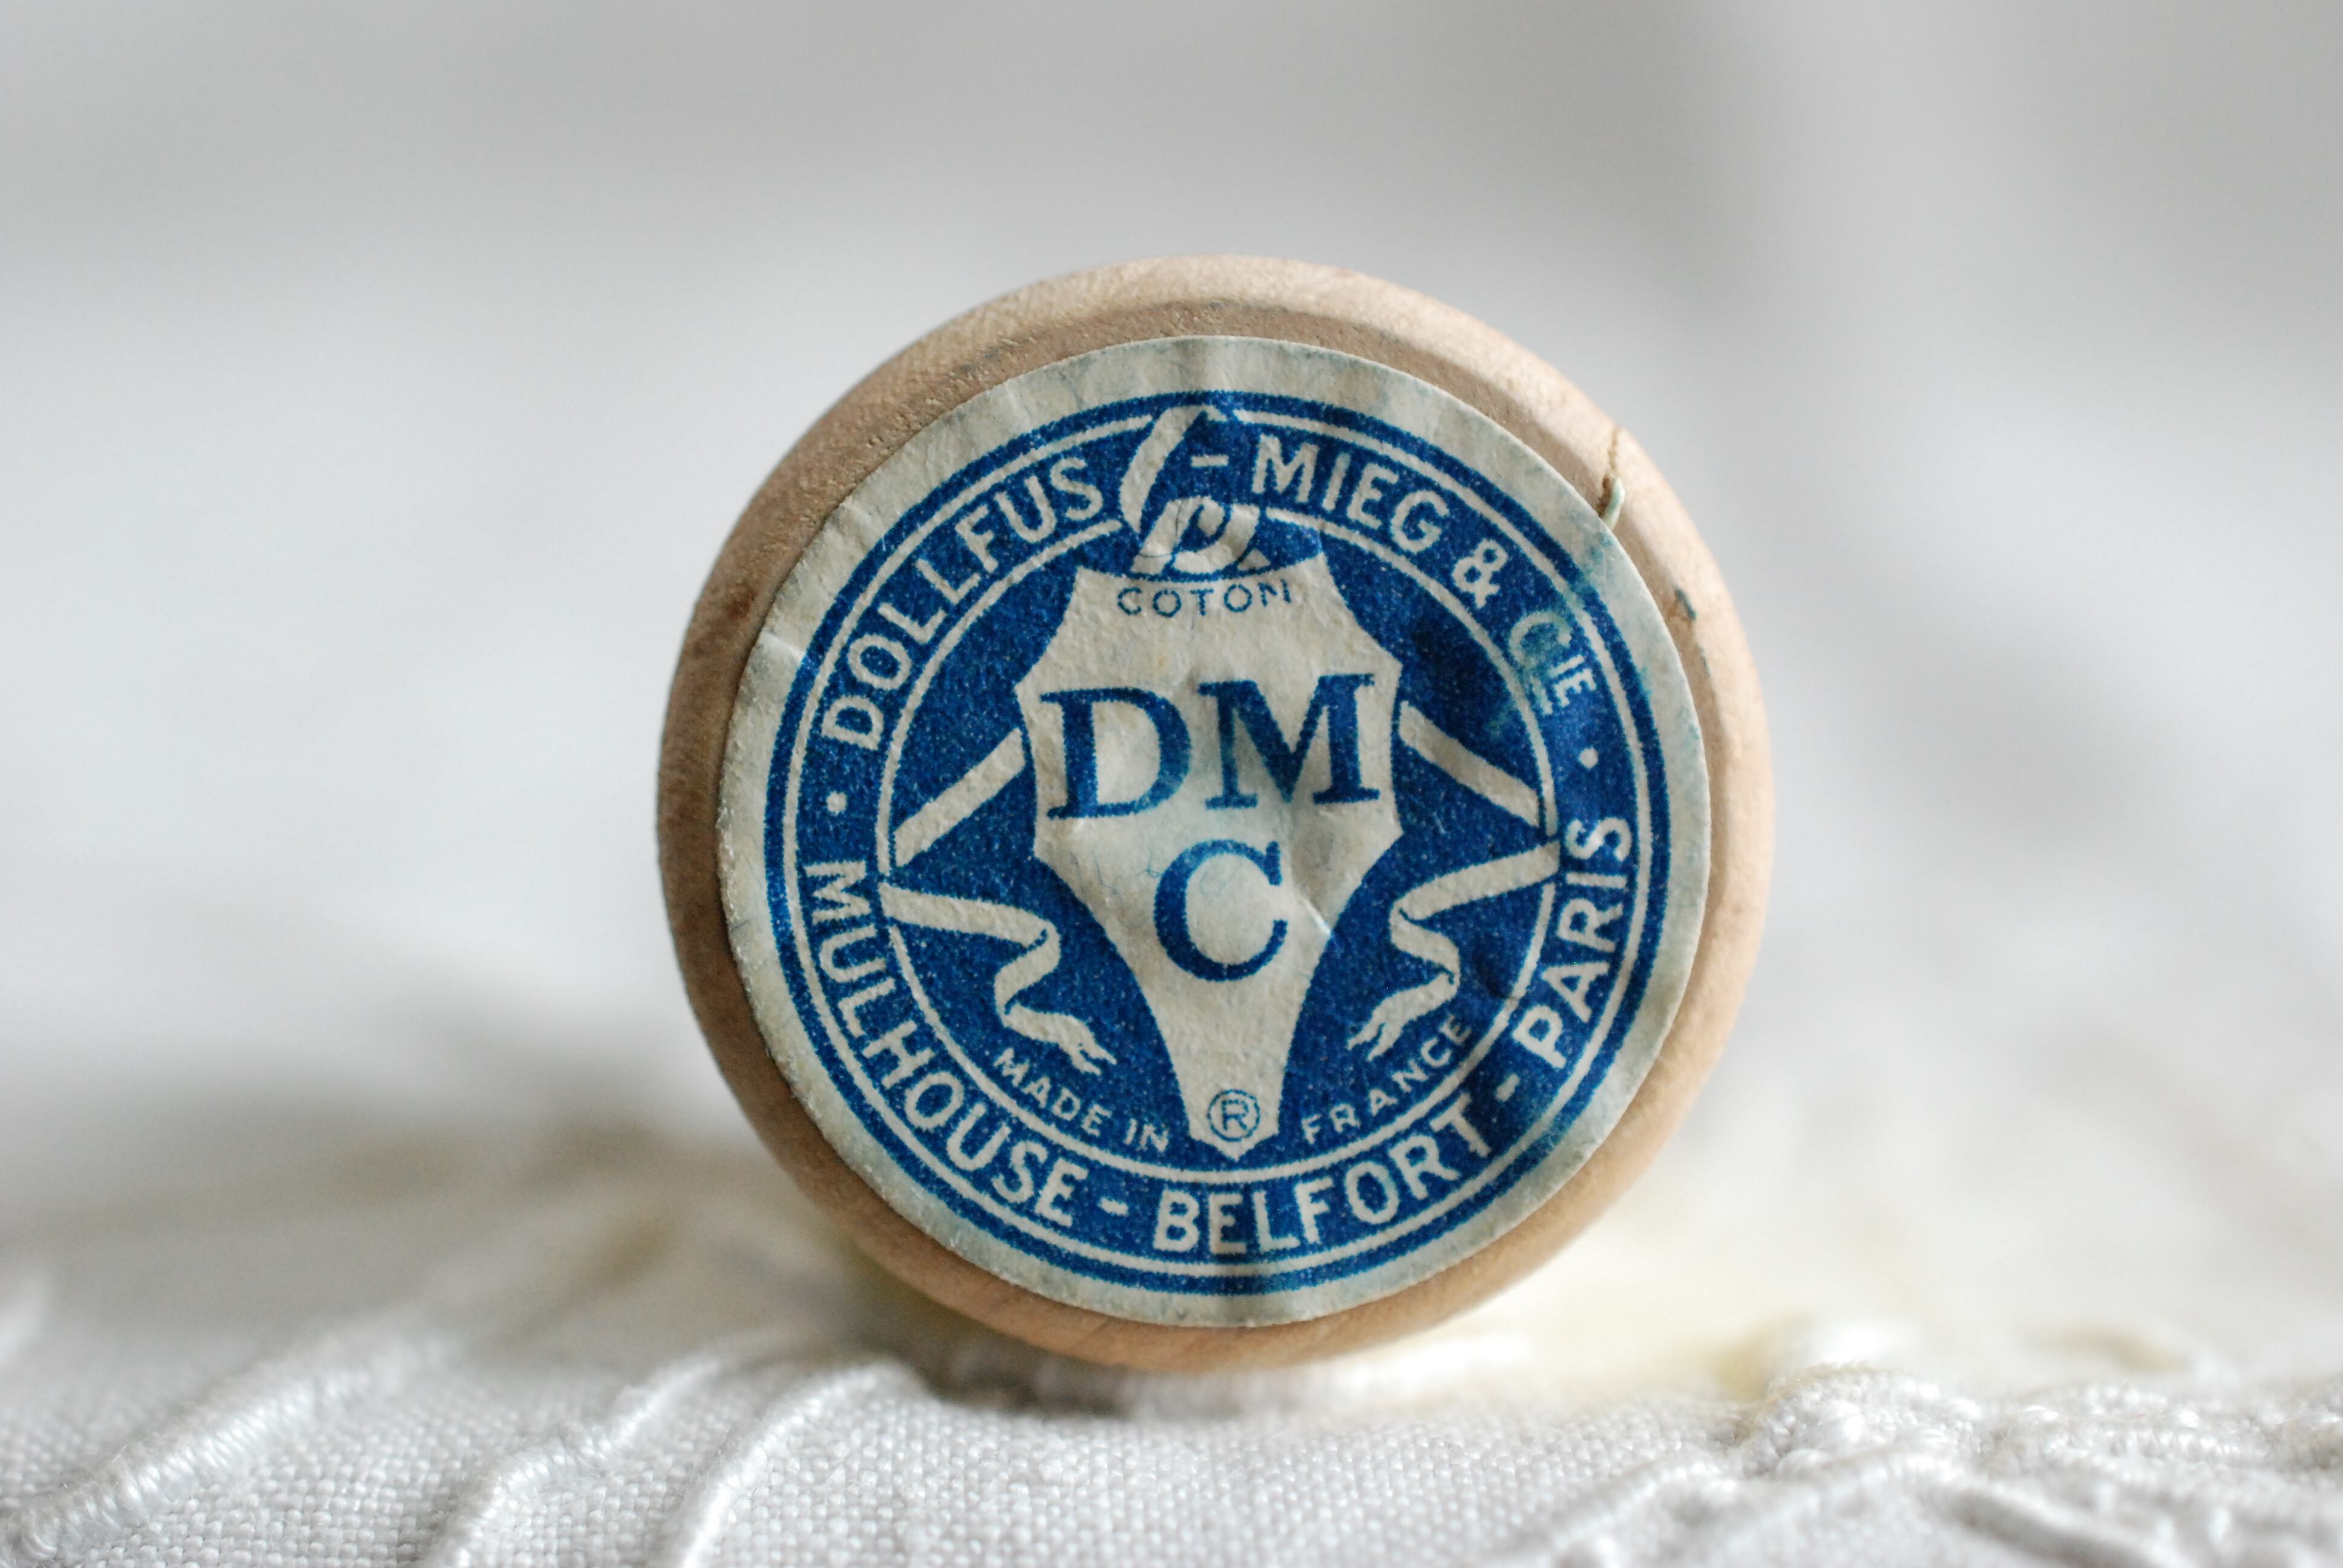 DOLLFUS - MIEG & CIE
COTON
DM
C
®
MADE IN FRANCE
MULHOUSE - BELFORT - PARIS